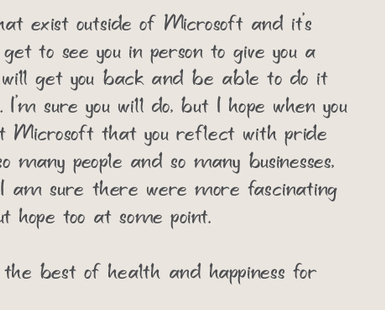 hat exist outside of Microsoft and it's
get to see you in person to give you a
will get you back and be able to do it
. I'm sure you will do, but I hope when you
t Microsoft that you reflect with pride
so many people and so many businesses.
I am sure there were more fascinating
ut hope too at some point.
the best of health and happiness for